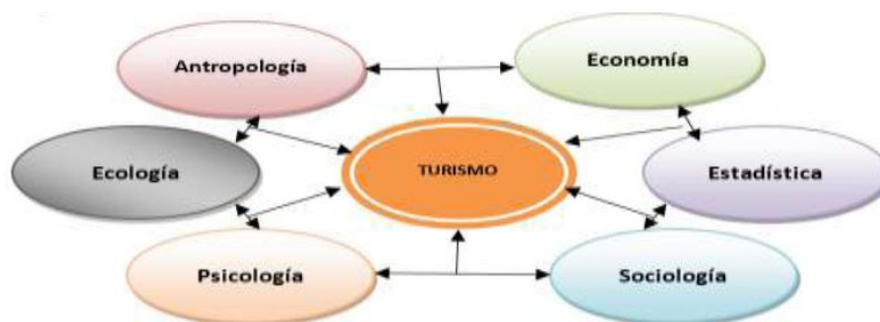 Antropología
Economía
Ecología
TURISMO
Estadística
Psicología
Sociología